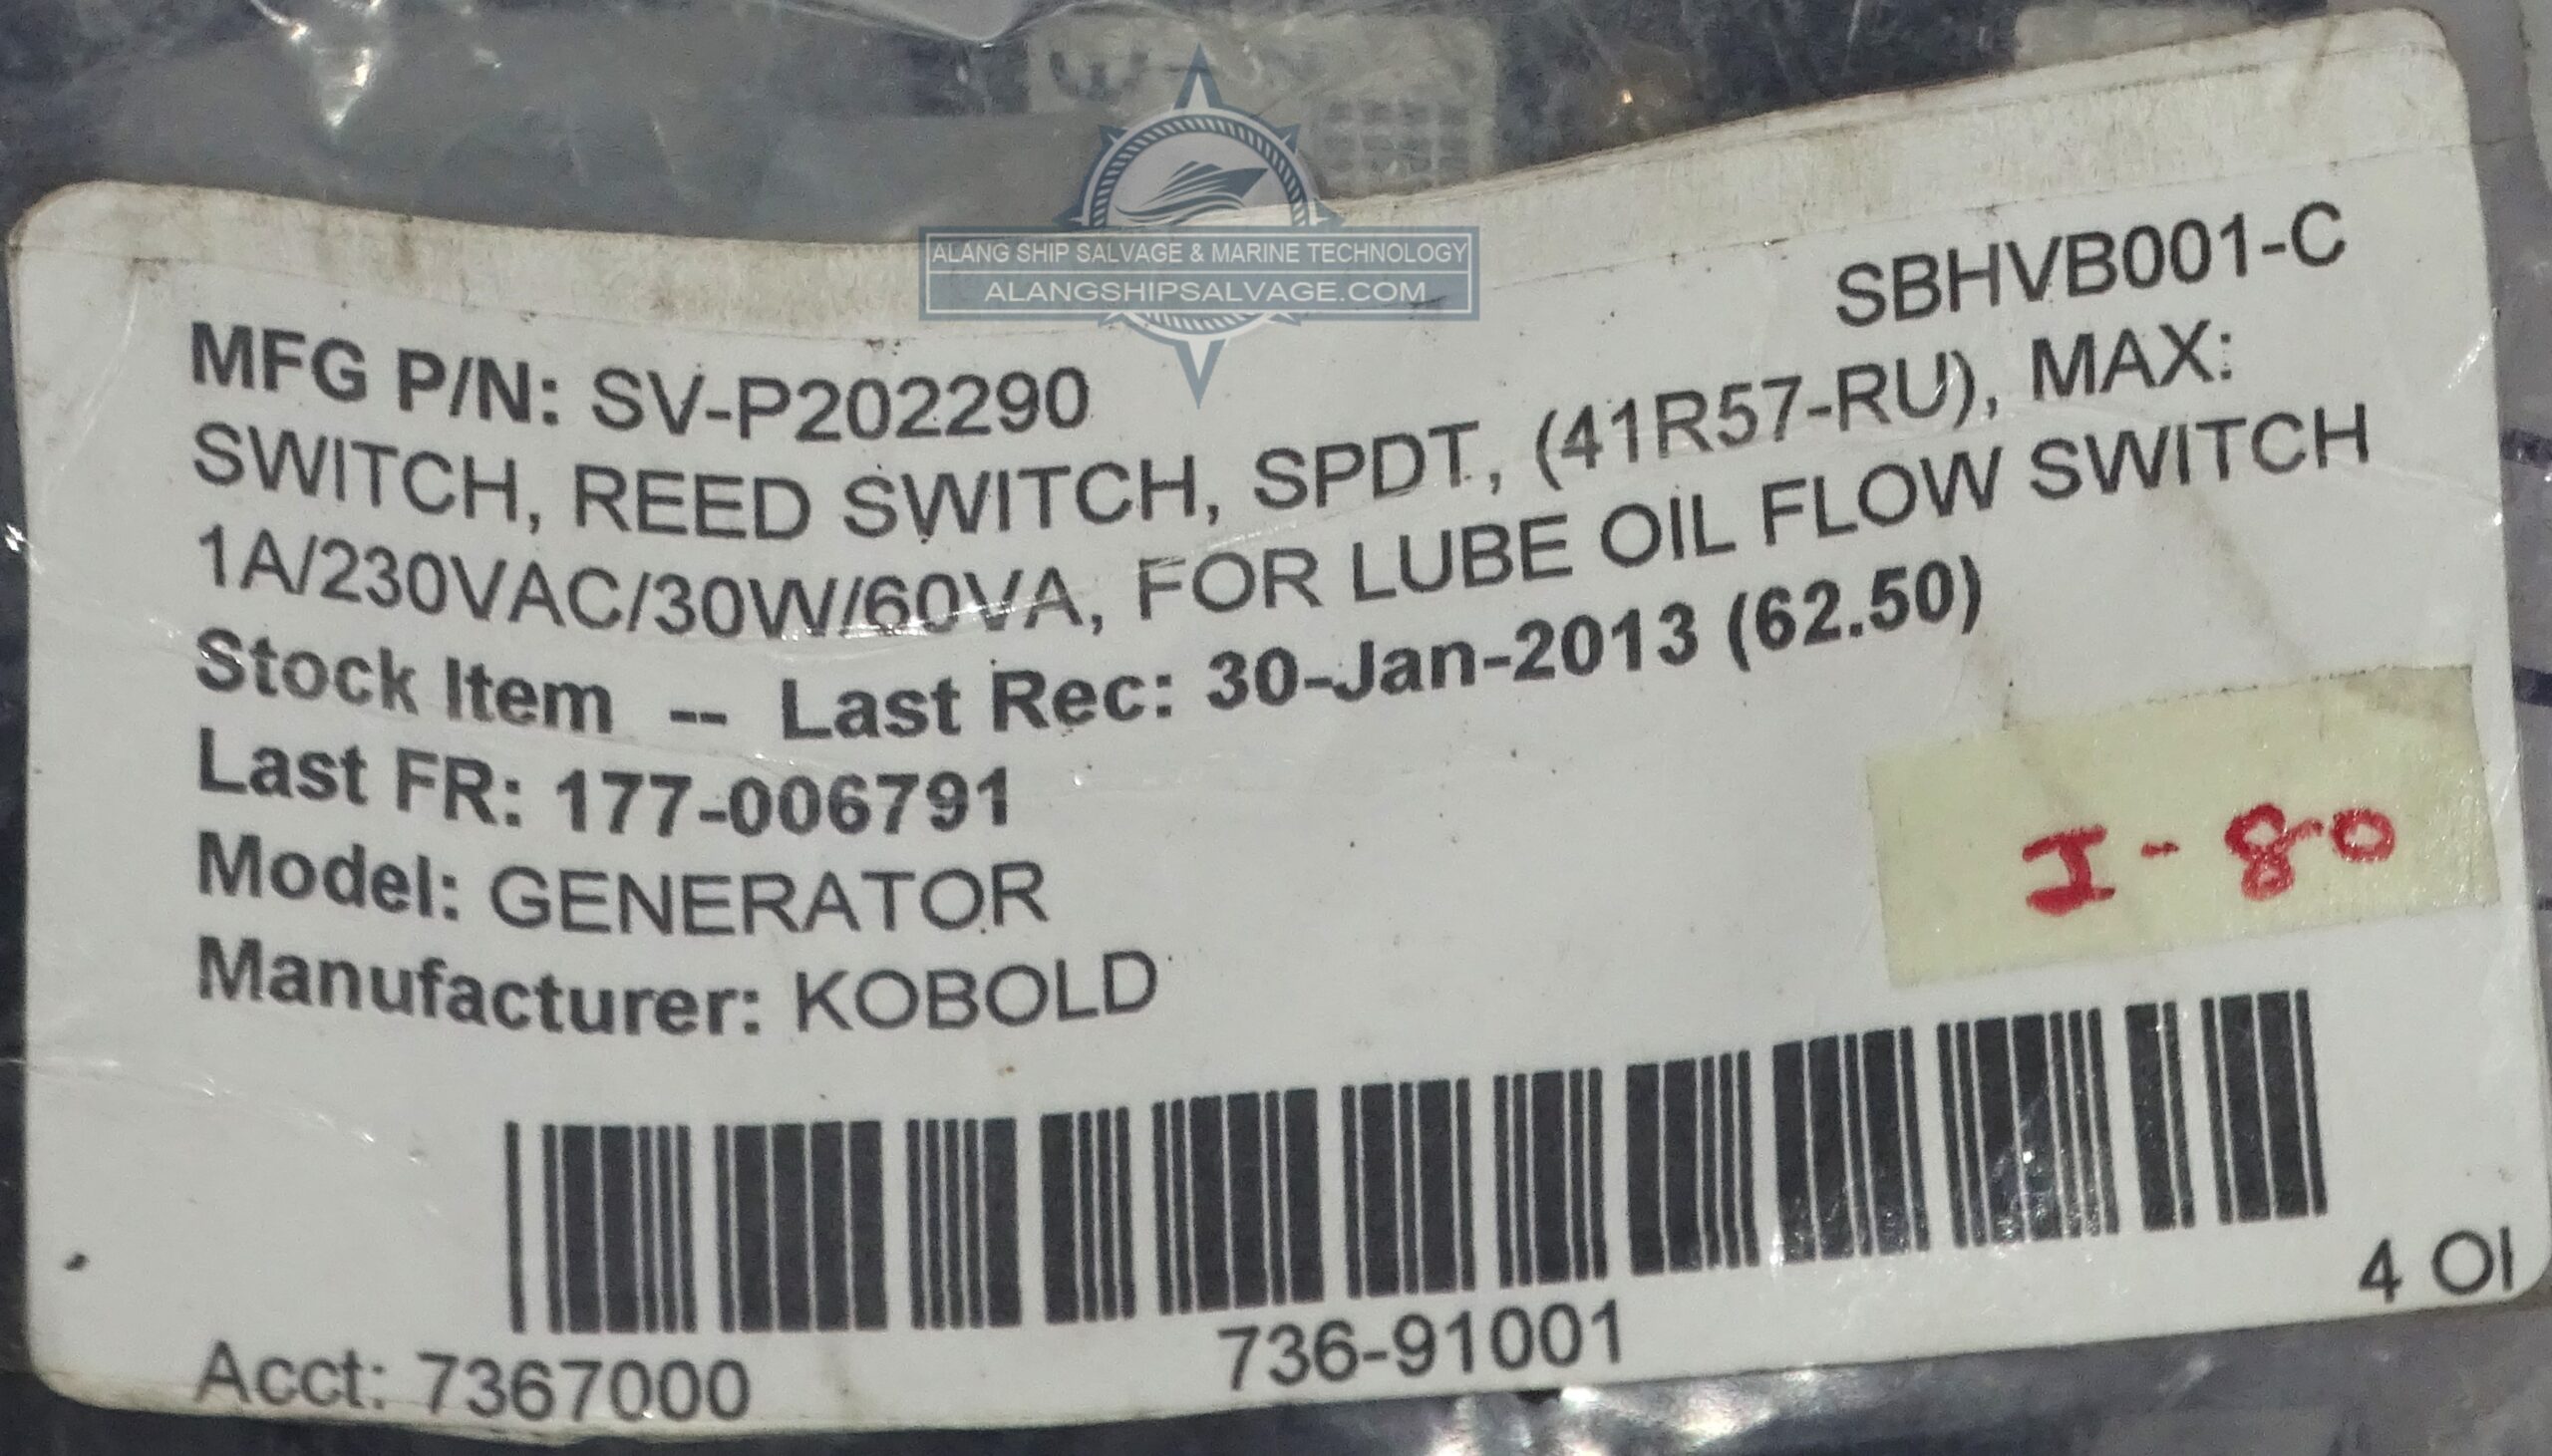 ALANG SHIP SALVAGE & MARINE TECHNOLOGY
ALANGSHIPSALVAGE.COM
SBHVB001-C
MFG P/N: SV-P202290
SWITCH, REED SWITCH, SPDT, (41R57-RU), MAX:
1A/230VAC/30W/60VA, FOR LUBE OIL FLOW SWITCH
Stock Item -- Last Rec: 30-Jan-2013 (62.50)
Last FR: 177-006791
Model: GENERATOR
I-80
Manufacturer: KOBOLD
4 OI
Acct: 7367000 736-91001